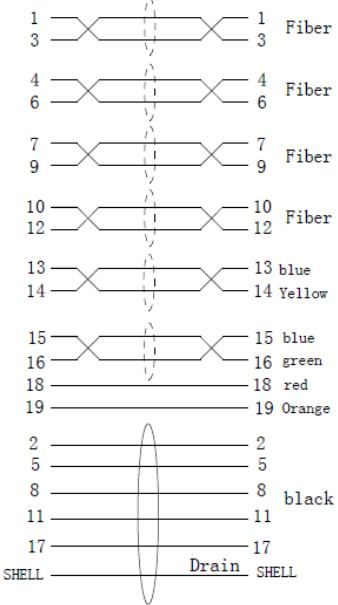 1 1 Fiber
3 3
4 4 Fiber
6 6
7 7 Fiber
9 9
10 10 Fiber
12 12
13 13 blue
14 14 Yellow
15 15 blue
16 16 green
18 18 red
19 19 Orange
2 2
5 5
8 8 black
11 11
17 17
SHELL Drain SHELL